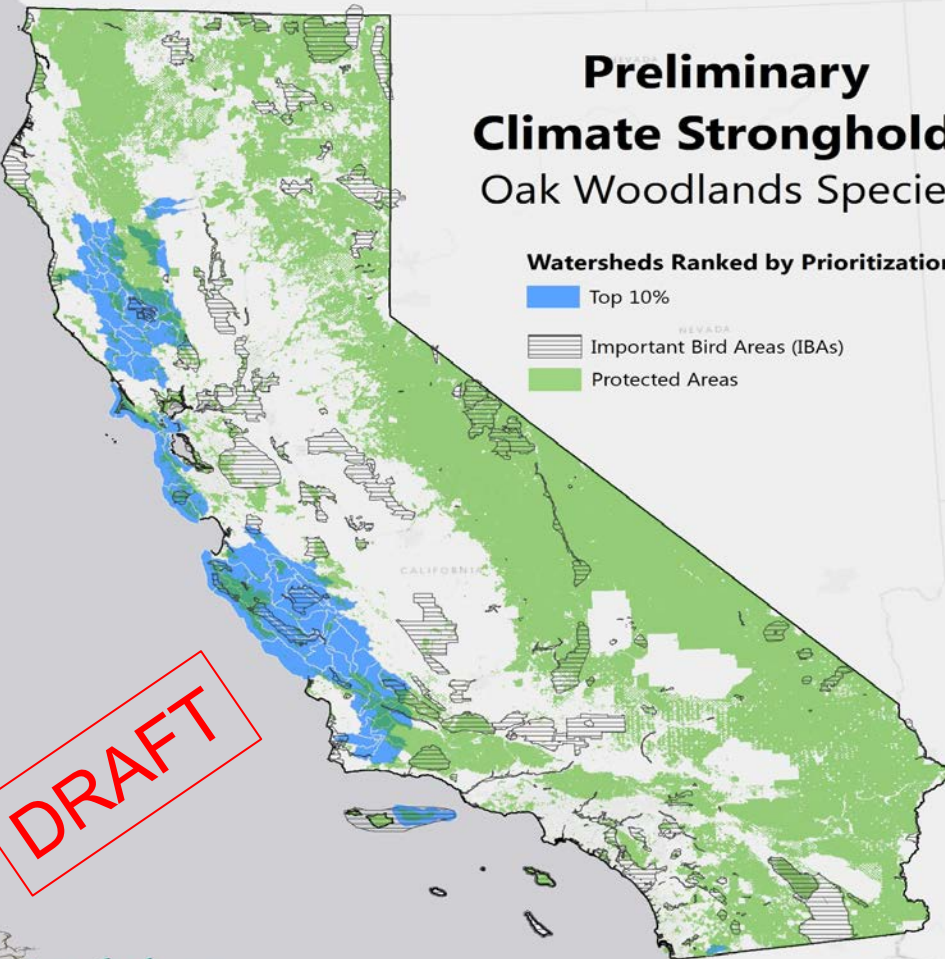 Preliminary
Climate Stronghold
Oak Woodlands Specie
Watersheds Ranked by Prioritization
Top 10%
NEVADA
Important Bird Areas (IBAs)
Protected Areas
CALIFORNIA
DRAFT